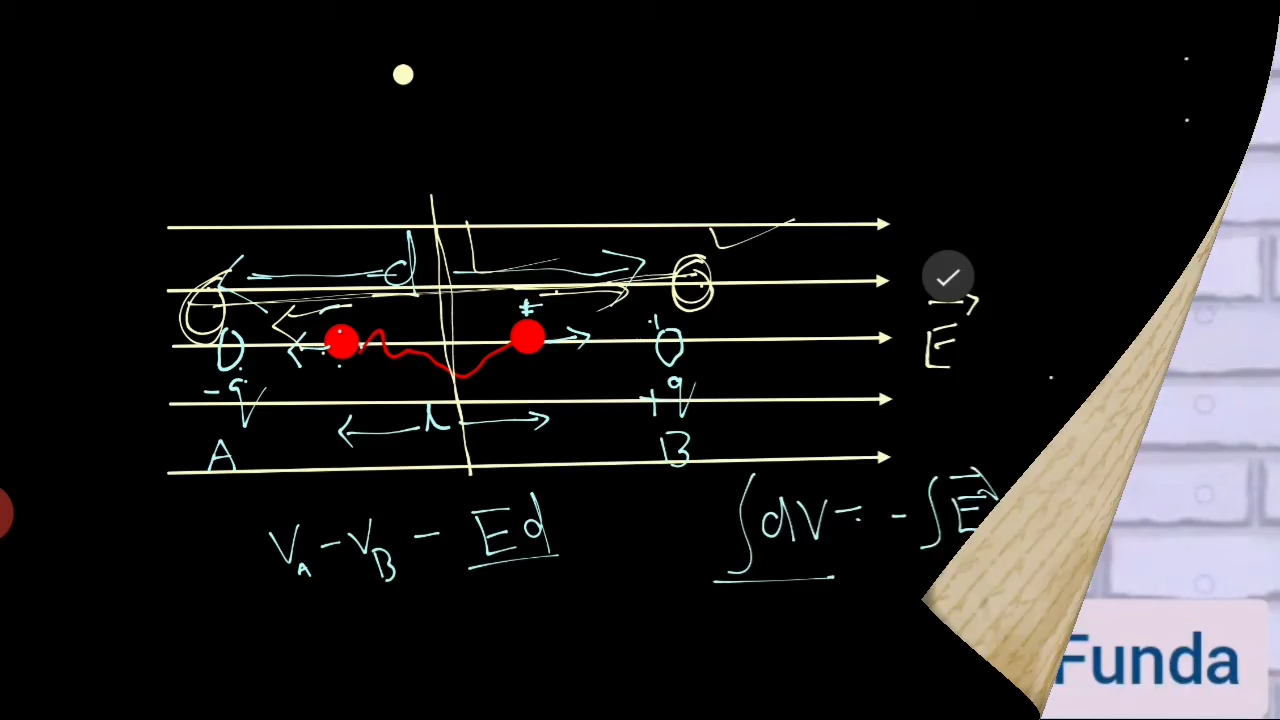 d
- +
-q +q
l
A B
E
V_A - V_B - Ed
∫dV = - ∫E
Funda